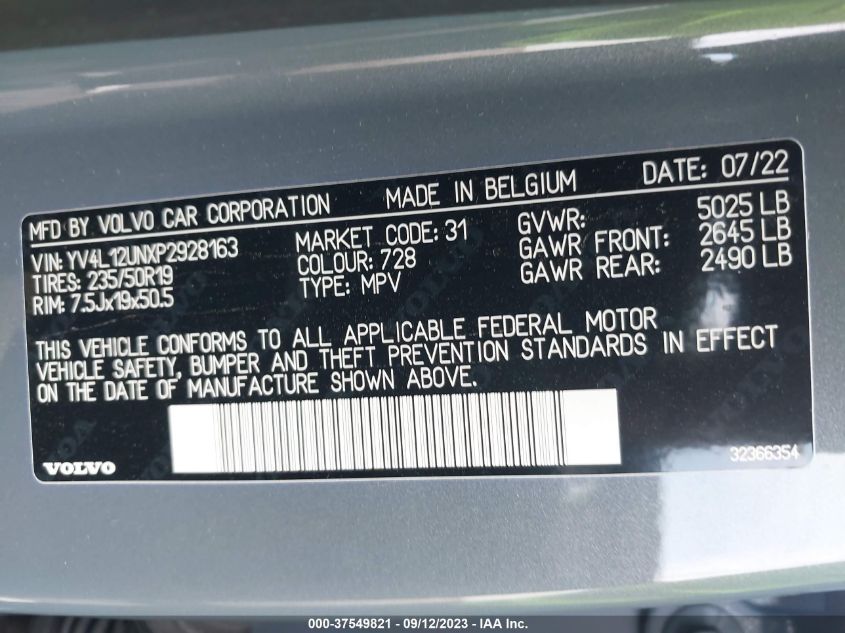 MFD BY VOLVO CAR CORPORATION MADE IN BELGIUM DATE: 07/22
VIN: YV4L12UNXP2928163 MARKET CODE: 31 GVWR: 5025 LB
TIRES: 235/50R19 COLOUR: 728 GAWR FRONT: 2645 LB
RIM: 7.5Jx19x50.5 TYPE: MPV GAWR REAR: 2490 LB
THIS VEHICLE CONFORMS TO ALL APPLICABLE FEDERAL MOTOR
VEHICLE SAFETY, BUMPER AND THEFT PREVENTION STANDARDS IN EFFECT
ON THE DATE OF MANUFACTURE SHOWN ABOVE.
VOLVO 32366354
000-37549821 - 09/12/2023 - IAA Inc.